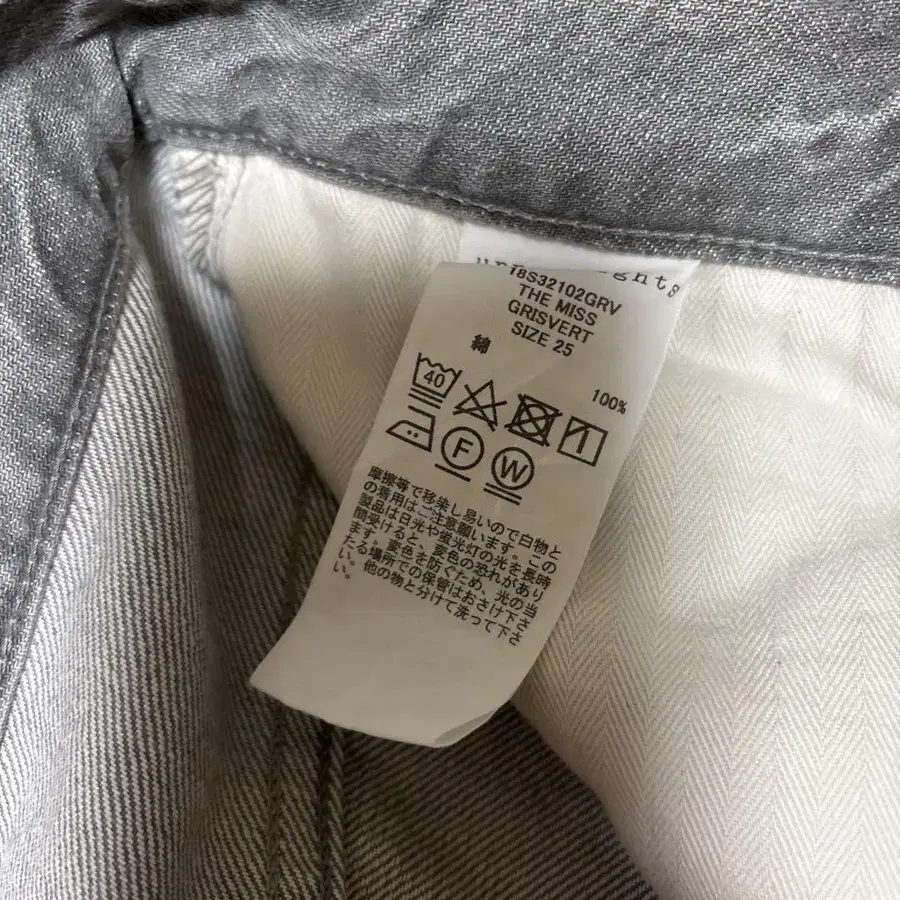 T8S32102GRV
THE MISS
GRISVERT
SIZE 25
綿 100%
40
F W
摩擦等で移染し易いので白物と
の着用はご注意願います。この
製品は日光や蛍光灯の光を長時
間受けると、変色の恐れがあり
ます。変色を防ぐため、光の当
たる場所での保管はおさけ下さ
い。他の物と分けて洗って下さ
い。